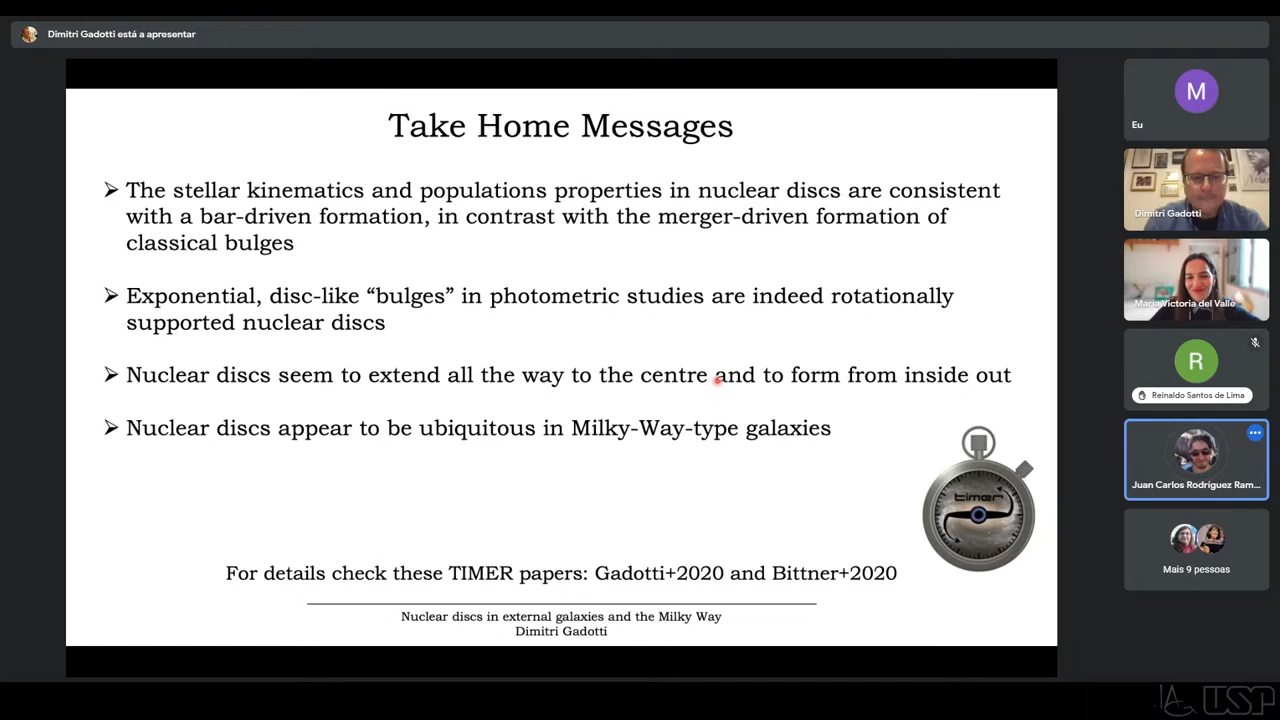 Dimitri Gadotti está a apresentar
Take Home Messages
The stellar kinematics and populations properties in nuclear discs are consistent
with a bar-driven formation, in contrast with the merger-driven formation of
classical bulges
Exponential, disc-like “bulges” in photometric studies are indeed rotationally
supported nuclear discs
Nuclear discs seem to extend all the way to the centre and to form from inside out
Nuclear discs appear to be ubiquitous in Milky-Way-type galaxies
timer
For details check these TIMER papers: Gadotti+2020 and Bittner+2020
Nuclear discs in external galaxies and the Milky Way
Dimitri Gadotti
M
Eu
Dimitri Gadotti
Maria Victoria del Valle
R
Reinaldo Santos de Lima
Juan Carlos Rodríguez Ram...
Mais 9 pessoas
USP